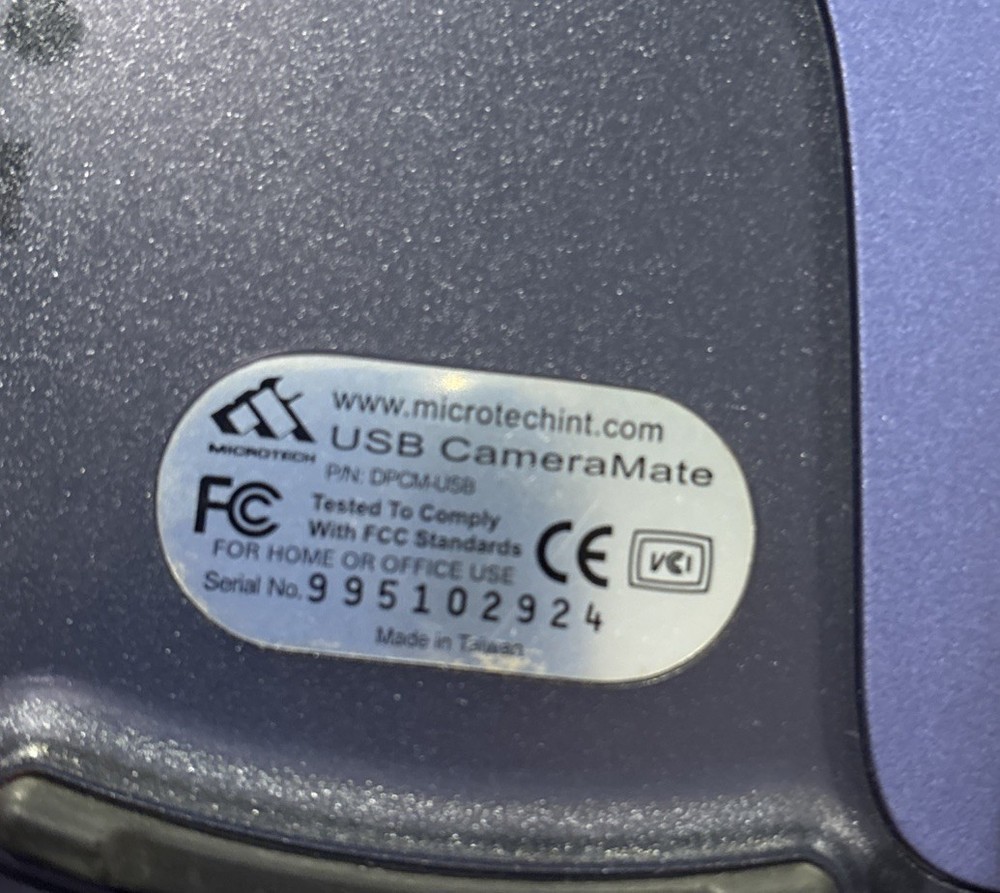 www.microtechint.com
MICROTECH
USB CameraMate
P/N: DPCM-USB
FC
Tested To Comply
With FCC Standards
CE
VCI
FOR HOME OR OFFICE USE
Serial No. 995102924
Made in Taiwan